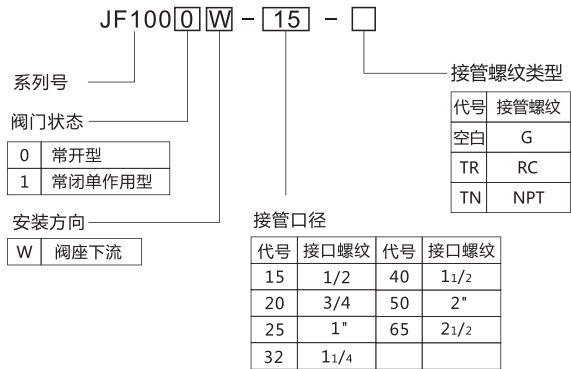 JF1000W-15-□
系列号
阀门状态
0 常开型
1 常闭单作用型
安装方向
W 阀座下流
接管口径
代号 接口螺纹 代号 接口螺纹
15 1/2 40 11/2
20 3/4 50 2"
25 1" 65 21/2
32 11/4
接管螺纹类型
代号 接管螺纹
空白 G
TR RC
TN NPT